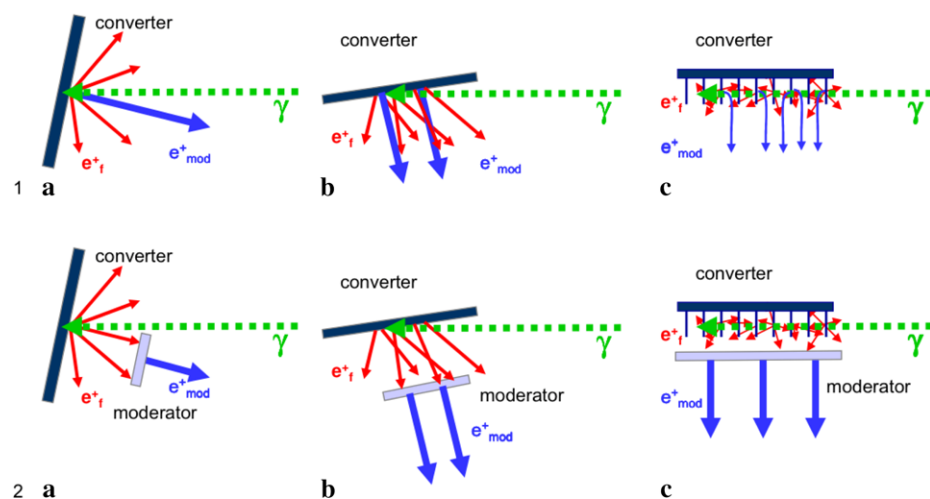 converter
γ
e⁺f
e⁺mod
1 a
converter
γ
e⁺f
e⁺mod
b
converter
e⁺f
γ
e⁺mod
c
converter
γ
e⁺f
e⁺mod
moderator
2 a
converter
γ
e⁺f
moderator
e⁺mod
b
converter
e⁺f
γ
moderator
e⁺mod
c